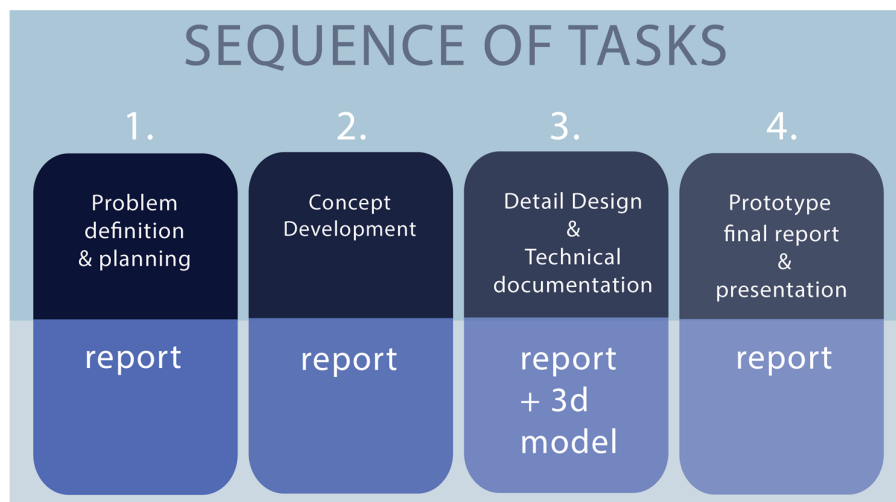 SEQUENCE OF TASKS
1.
Problem
definition
& planning
report
2.
Concept
Development
report
3.
Detail Design
&
Technical
documentation
report
+ 3d
model
4.
Prototype
final report
&
presentation
report